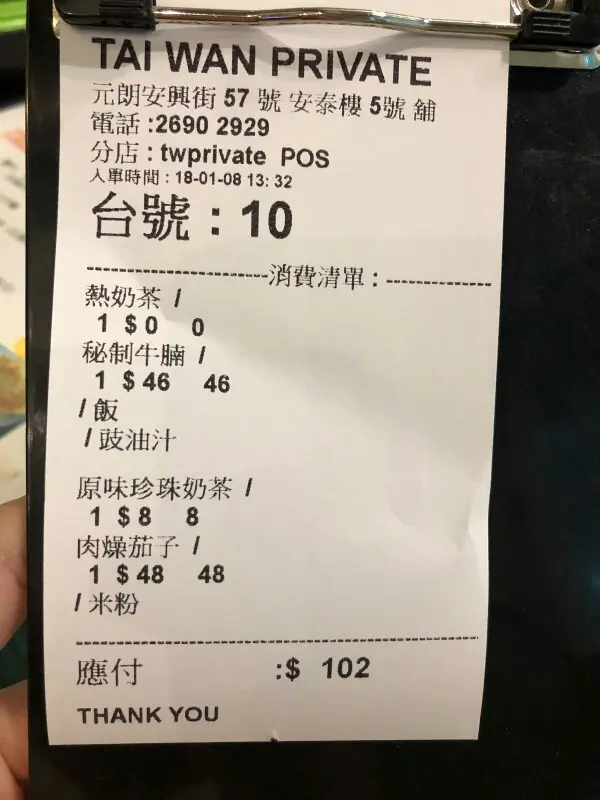 TAI WAN PRIVATE
元朗安興街 57 號 安泰樓 5號 舖
電話 :2690 2929
分店 : twprivate POS
入單時間 : 18-01-08 13: 32
台號 : 10
--------------------消費清單 : ------------
熱奶茶 /
1 $ 0 0
秘制牛腩 /
1 $ 46 46
/ 飯
/ 豉油汁
原味珍珠奶茶 /
1 $ 8 8
肉燥茄子 /
1 $ 48 48
/ 米粉
應付 :$ 102
THANK YOU